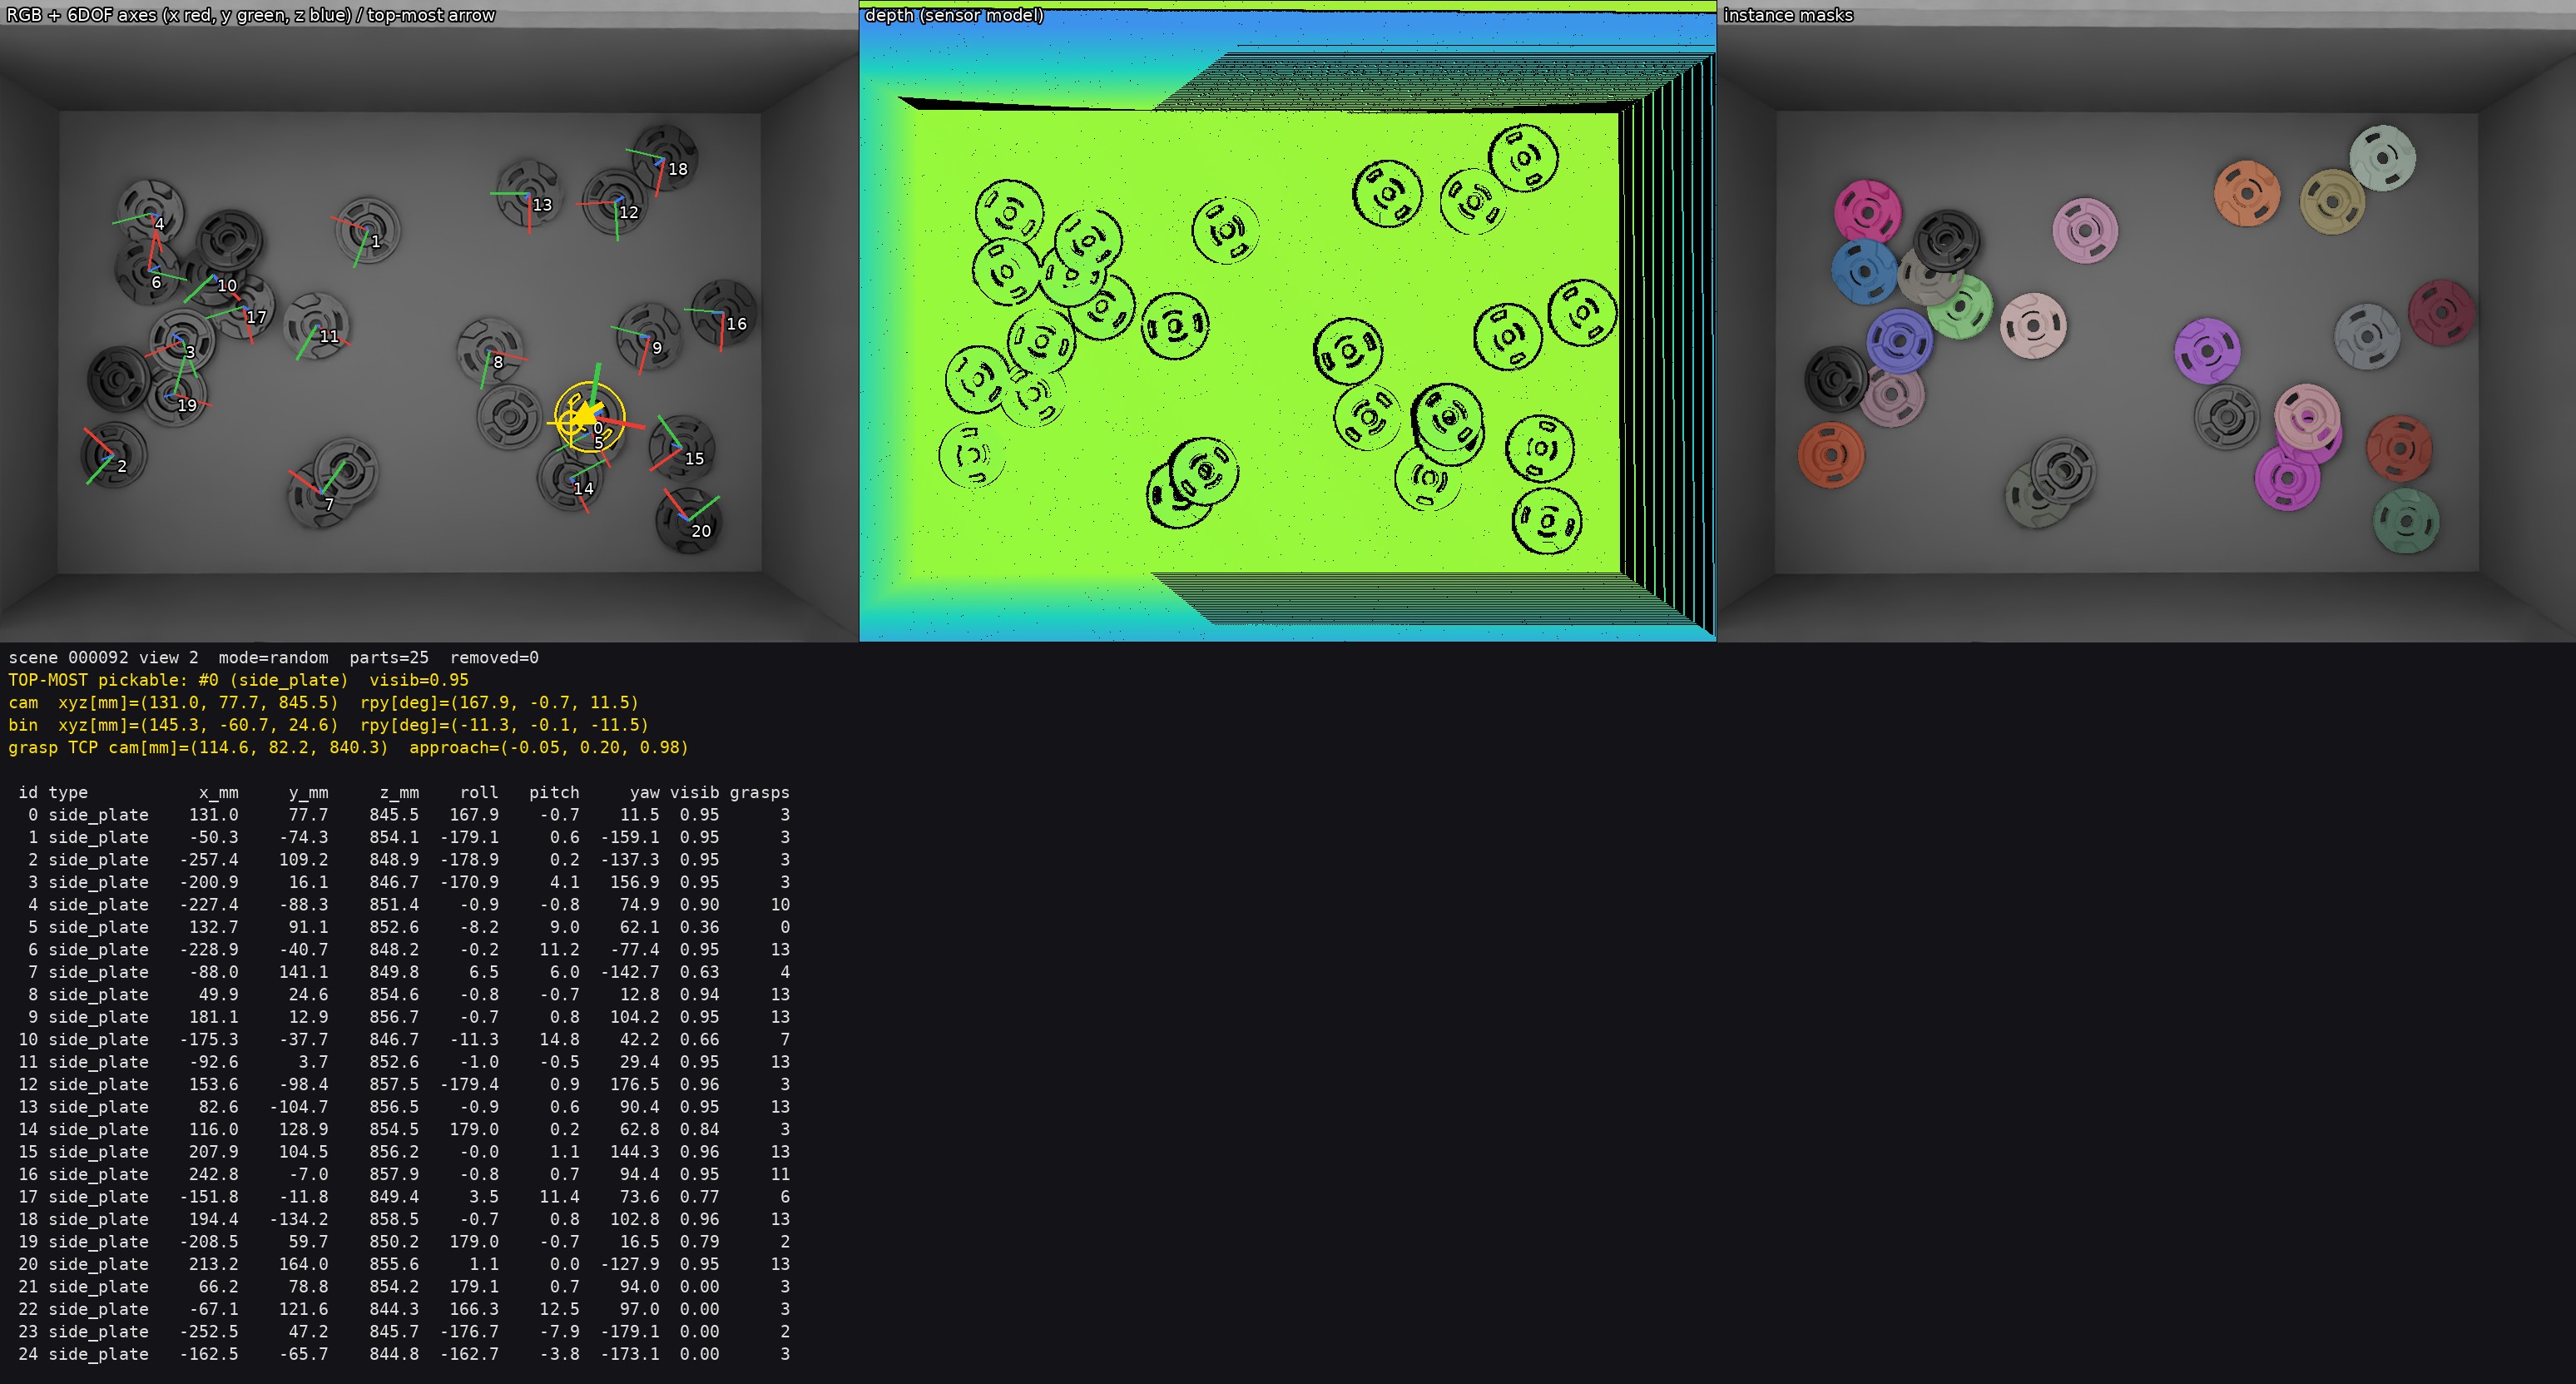 RGB + 6DOF axes (x red, y green, z blue) / top-most arrow
depth (sensor model)
instance masks
18
4
13
12
1
6
10
17
16
11
3
9
8
19
0
5
2
15
14
7
20
scene 000092 view 2 mode=random parts=25 removed=0
TOP-MOST pickable: #0 (side_plate) visib=0.95
cam xyz[mm]=(131.0, 77.7, 845.5) rpy[deg]=(167.9, -0.7, 11.5)
bin xyz[mm]=(145.3, -60.7, 24.6) rpy[deg]=(-11.3, -0.1, -11.5)
grasp TCP cam[mm]=(114.6, 82.2, 840.3) approach=(-0.05, 0.20, 0.98)
id type x_mm y_mm z_mm roll pitch yaw visib grasps
0 side_plate 131.0 77.7 845.5 167.9 -0.7 11.5 0.95 3
1 side_plate -50.3 -74.3 854.1 -179.1 0.6 -159.1 0.95 3
2 side_plate -257.4 109.2 848.9 -178.9 0.2 -137.3 0.95 3
3 side_plate -200.9 16.1 846.7 -170.9 4.1 156.9 0.95 3
4 side_plate -227.4 -88.3 851.4 -0.9 -0.8 74.9 0.90 10
5 side_plate 132.7 91.1 852.6 -8.2 9.0 62.1 0.36 0
6 side_plate -228.9 -40.7 848.2 -0.2 11.2 -77.4 0.95 13
7 side_plate -88.0 141.1 849.8 6.5 6.0 -142.7 0.63 4
8 side_plate 49.9 24.6 854.6 -0.8 -0.7 12.8 0.94 13
9 side_plate 181.1 12.9 856.7 -0.7 0.8 104.2 0.95 13
10 side_plate -175.3 -37.7 846.7 -11.3 14.8 42.2 0.66 7
11 side_plate -92.6 3.7 852.6 -1.0 -0.5 29.4 0.95 13
12 side_plate 153.6 -98.4 857.5 -179.4 0.9 176.5 0.96 3
13 side_plate 82.6 -104.7 856.5 -0.9 0.6 90.4 0.95 13
14 side_plate 116.0 128.9 854.5 179.0 0.2 62.8 0.84 3
15 side_plate 207.9 104.5 856.2 -0.0 1.1 144.3 0.96 13
16 side_plate 242.8 -7.0 857.9 -0.8 0.7 94.4 0.95 11
17 side_plate -151.8 -11.8 849.4 3.5 11.4 73.6 0.77 6
18 side_plate 194.4 -134.2 858.5 -0.7 0.8 102.8 0.96 13
19 side_plate -208.5 59.7 850.2 179.0 -0.7 16.5 0.79 2
20 side_plate 213.2 164.0 855.6 1.1 0.0 -127.9 0.95 13
21 side_plate 66.2 78.8 854.2 179.1 0.7 94.0 0.00 3
22 side_plate -67.1 121.6 844.3 166.3 12.5 97.0 0.00 3
23 side_plate -252.5 47.2 845.7 -176.7 -7.9 -179.1 0.00 2
24 side_plate -162.5 -65.7 844.8 -162.7 -3.8 -173.1 0.00 3